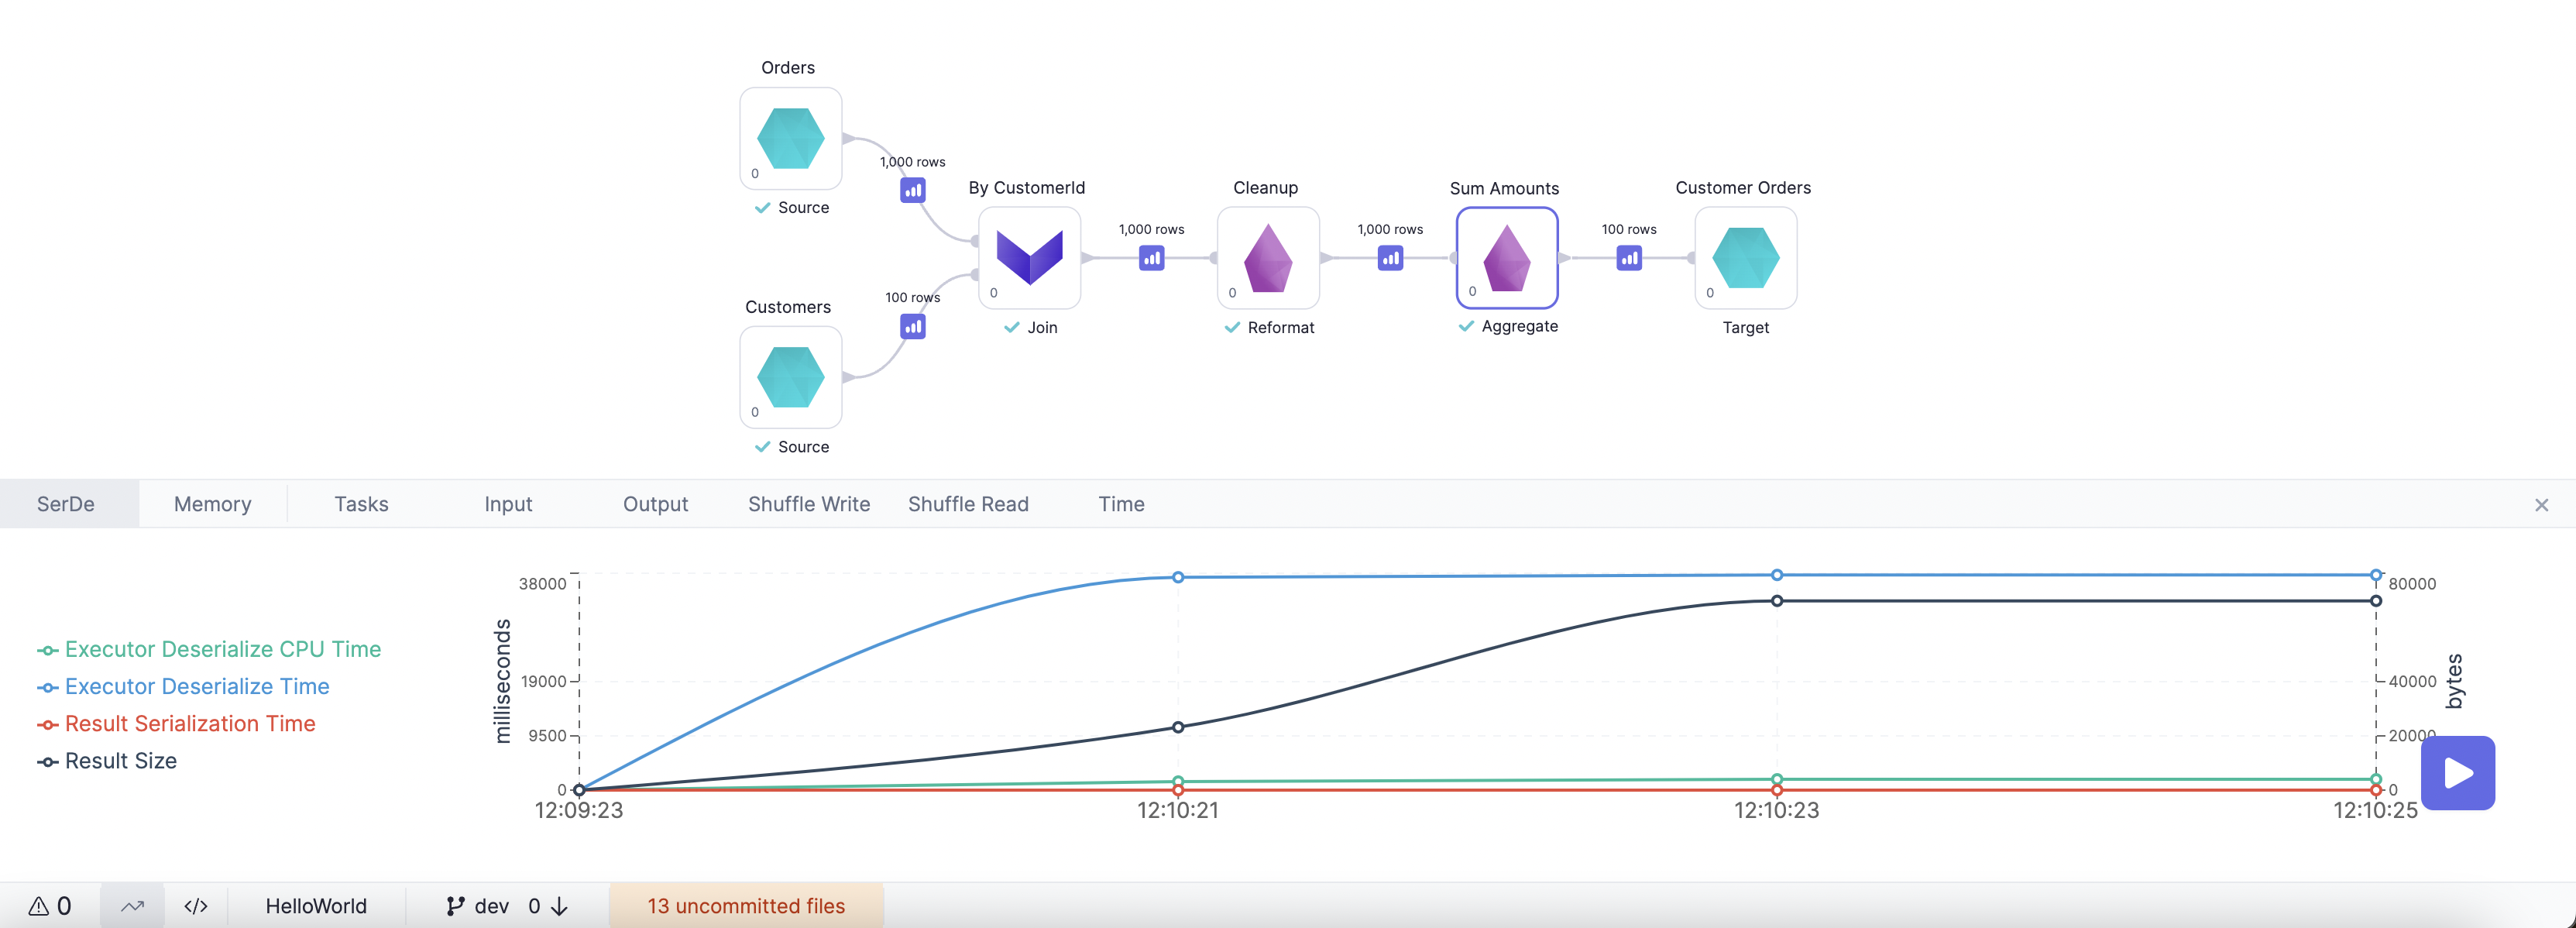 Orders
0
Source
1,000 rows
Customers
0
Source
100 rows
By CustomerId
0
Join
1,000 rows
Cleanup
0
Reformat
1,000 rows
Sum Amounts
0
Aggregate
100 rows
Customer Orders
0
Target
SerDe Memory Tasks Input Output Shuffle Write Shuffle Read Time
Executor Deserialize CPU Time
Executor Deserialize Time
Result Serialization Time
Result Size
milliseconds
38000
19000
9500
0
12:09:23 12:10:21 12:10:23 12:10:25
80000
40000
20000
0
bytes
0 </> HelloWorld dev 0 13 uncommitted files